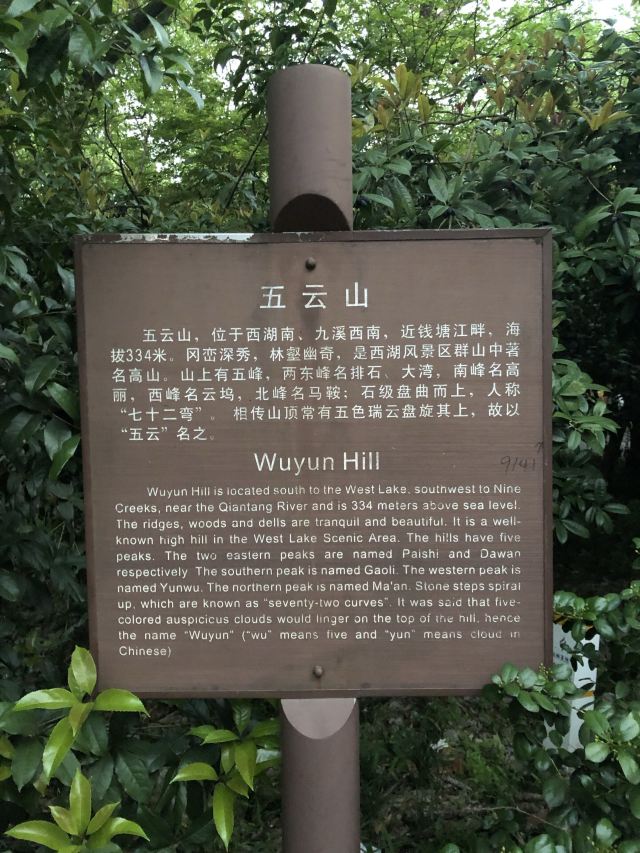 五云山
五云山，位于西湖南、九溪西南，近钱塘江畔，海
拔334米。冈峦深秀，林壑幽奇，是西湖风景区群山中著
名高山。山上有五峰，两东峰名排石、大湾，南峰名高
丽，西峰名云坞，北峰名马鞍；石级盘曲而上，人称
“七十二弯”。 相传山顶常有五色瑞云盘旋其上，故以
“五云”名之。
Wuyun Hill
Wuyun Hill is located south to the West Lake, southwest to Nine
Creeks, near the Qiantang River and is 334 meters above sea level.
The ridges, woods and dells are tranquil and beautiful. It is a well-
known high hill in the West Lake Scenic Area. The hills have five
peaks. The two eastern peaks are named Paishi and Dawan
respectively. The southern peak is named Gaoli. The western peak is
named Yunwu. The northern peak is named Ma'an. Stone steps spiral
up, which are known as “seventy-two curves”. It was said that five-
colored auspicious clouds would linger on the top of the hill, hence
the name “Wuyun” (“wu” means five and “yun” means cloud in
Chinese)